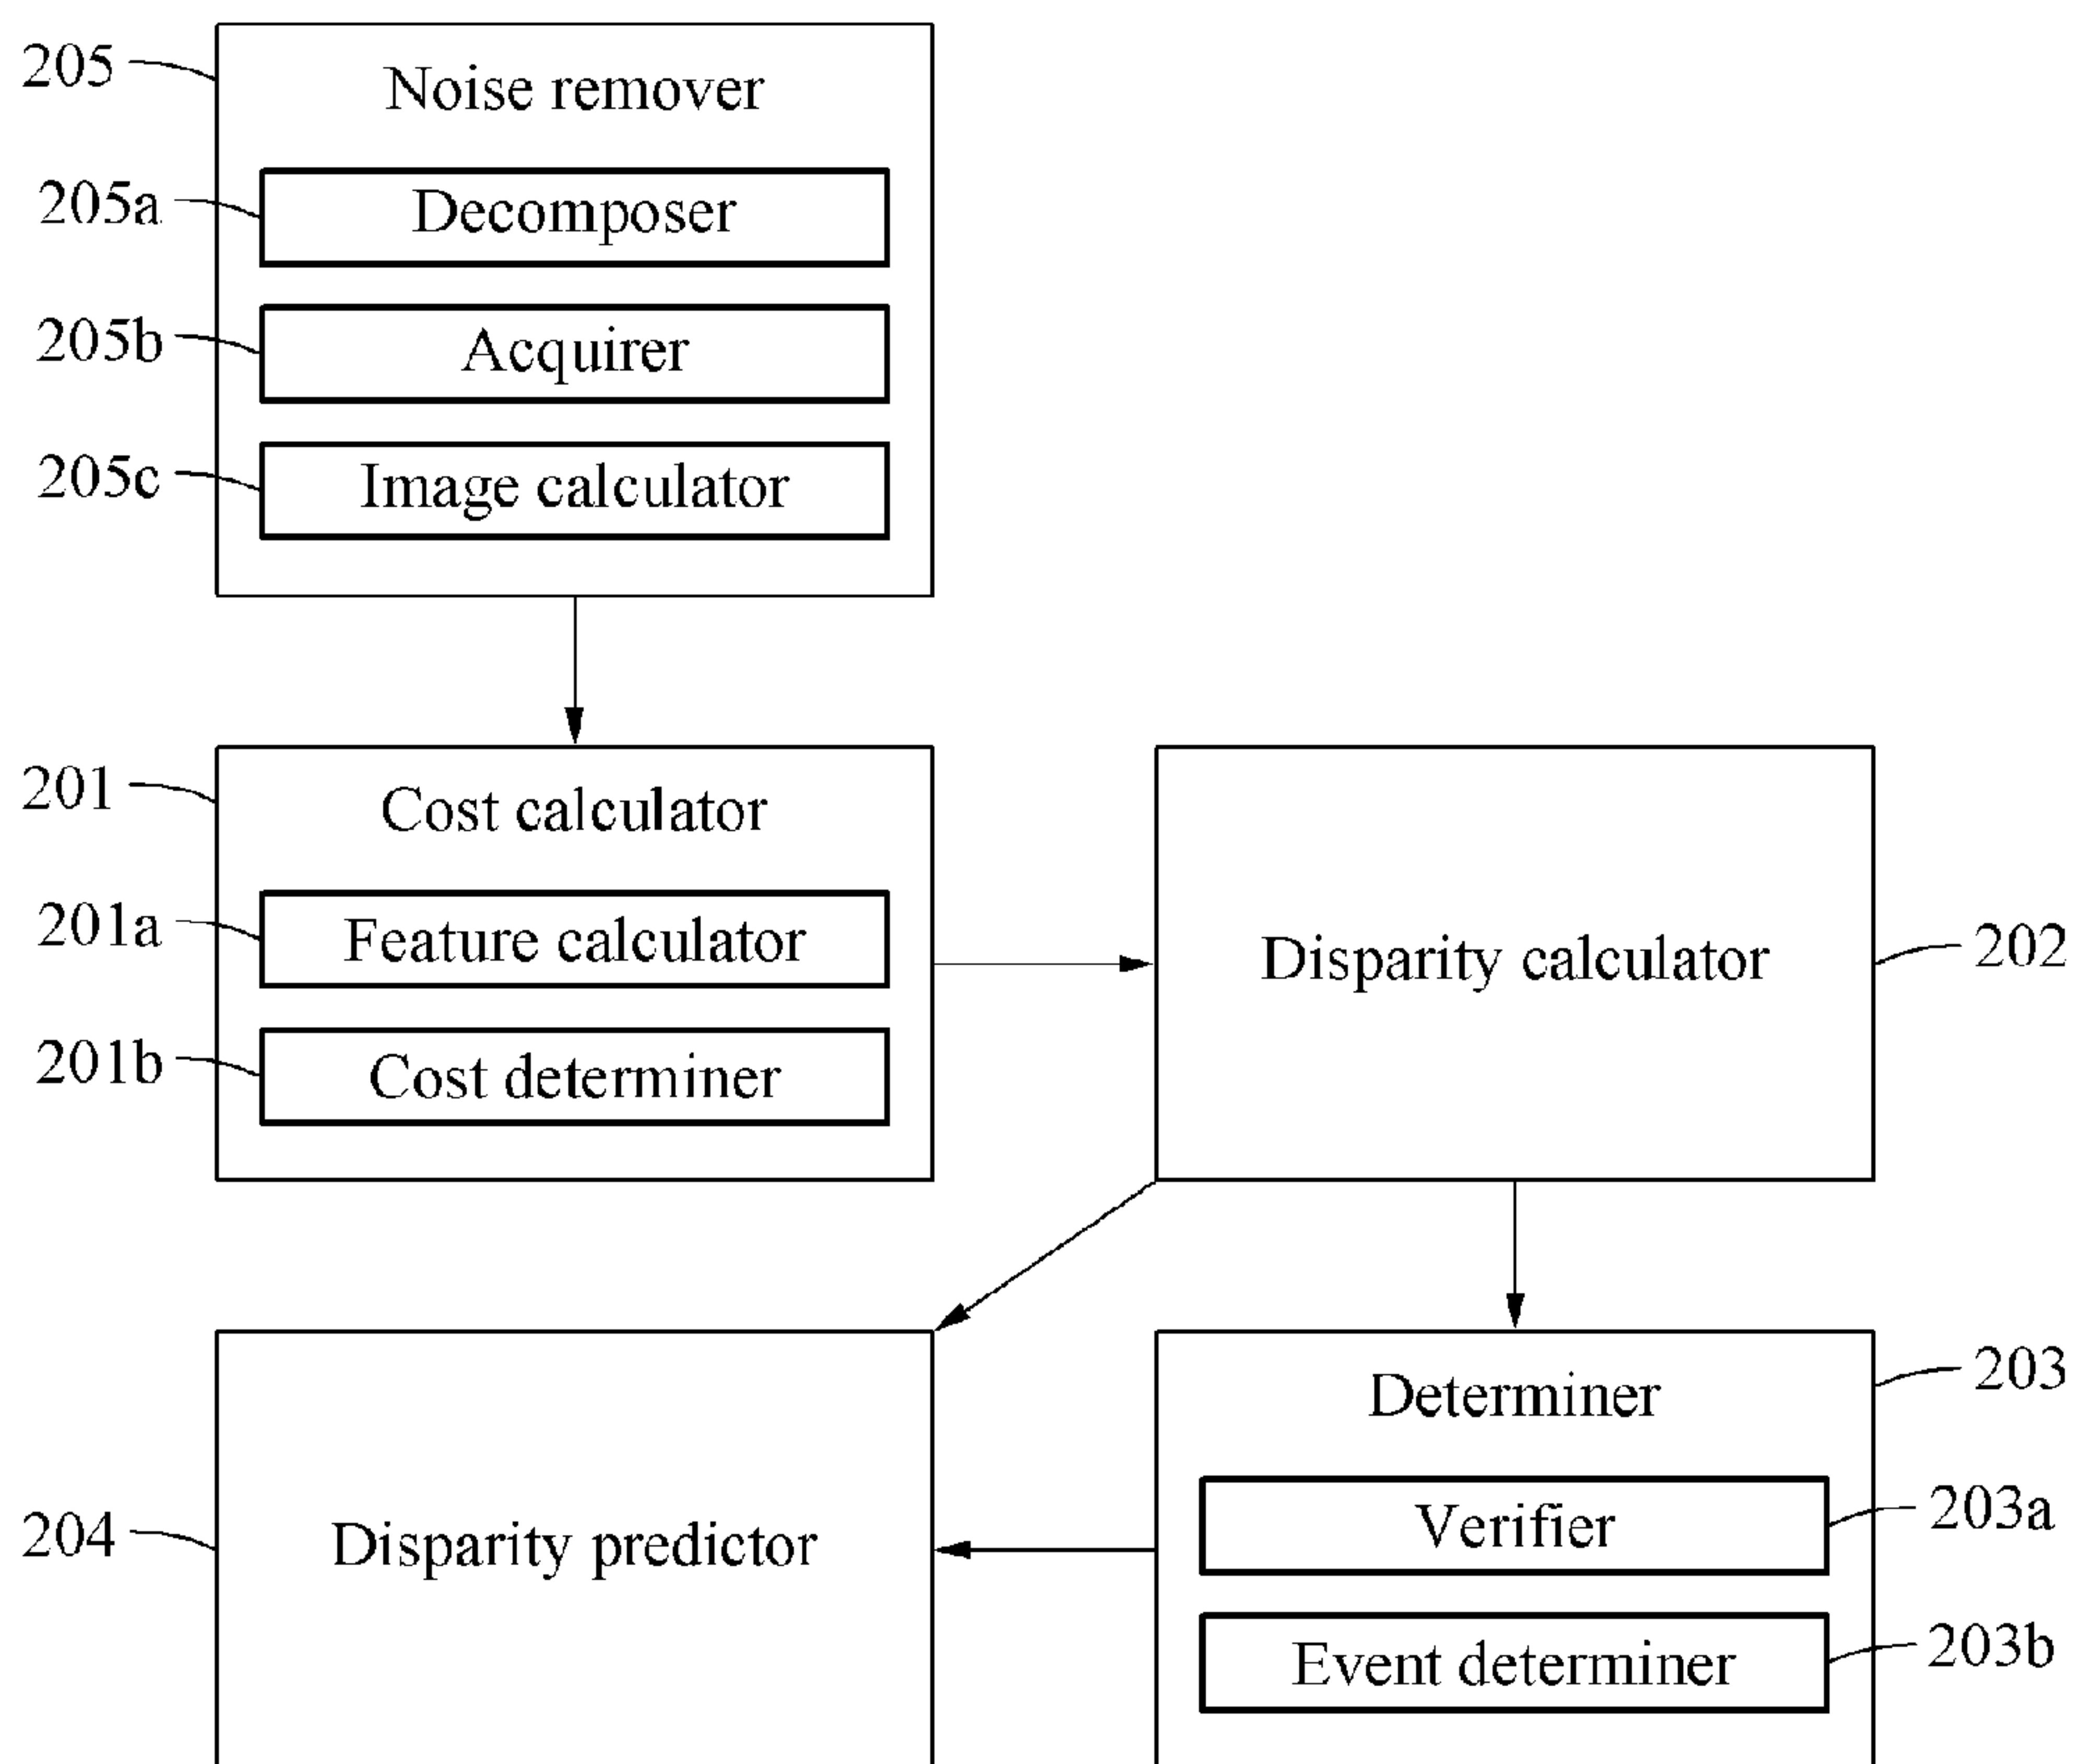 205
Noise remover
205a
Decomposer
205b
Acquirer
205c
Image calculator
201
Cost calculator
201a
Feature calculator
201b
Cost determiner
Disparity calculator
202
204
Disparity predictor
Determiner
203
Verifier
203a
Event determiner
203b